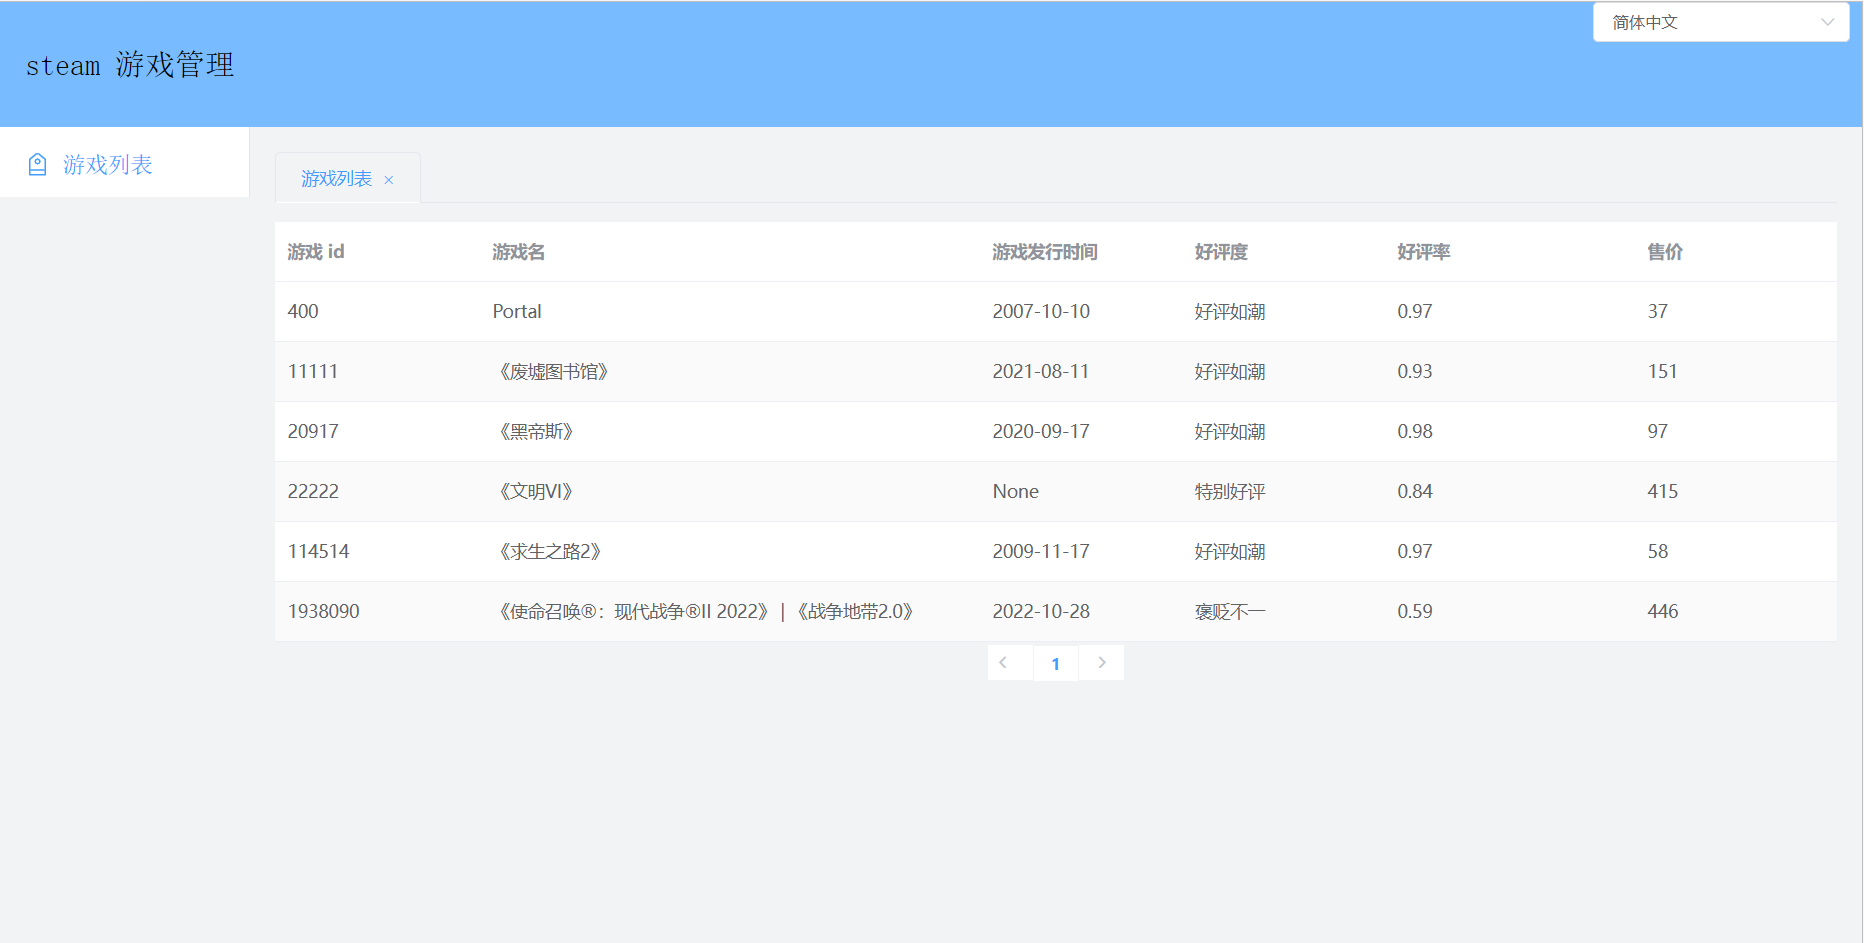 简体中文
steam 游戏管理
游戏列表
游戏列表 ×
游戏 id 游戏名 游戏发行时间 好评度 好评率 售价
400 Portal 2007-10-10 好评如潮 0.97 37
11111 《废墟图书馆》 2021-08-11 好评如潮 0.93 151
20917 《黑帝斯》 2020-09-17 好评如潮 0.98 97
22222 《文明VI》 None 特别好评 0.84 415
114514 《求生之路2》 2009-11-17 好评如潮 0.97 58
1938090 《使命召唤®：现代战争®II 2022》 | 《战争地带2.0》 2022-10-28 褒贬不一 0.59 446
1